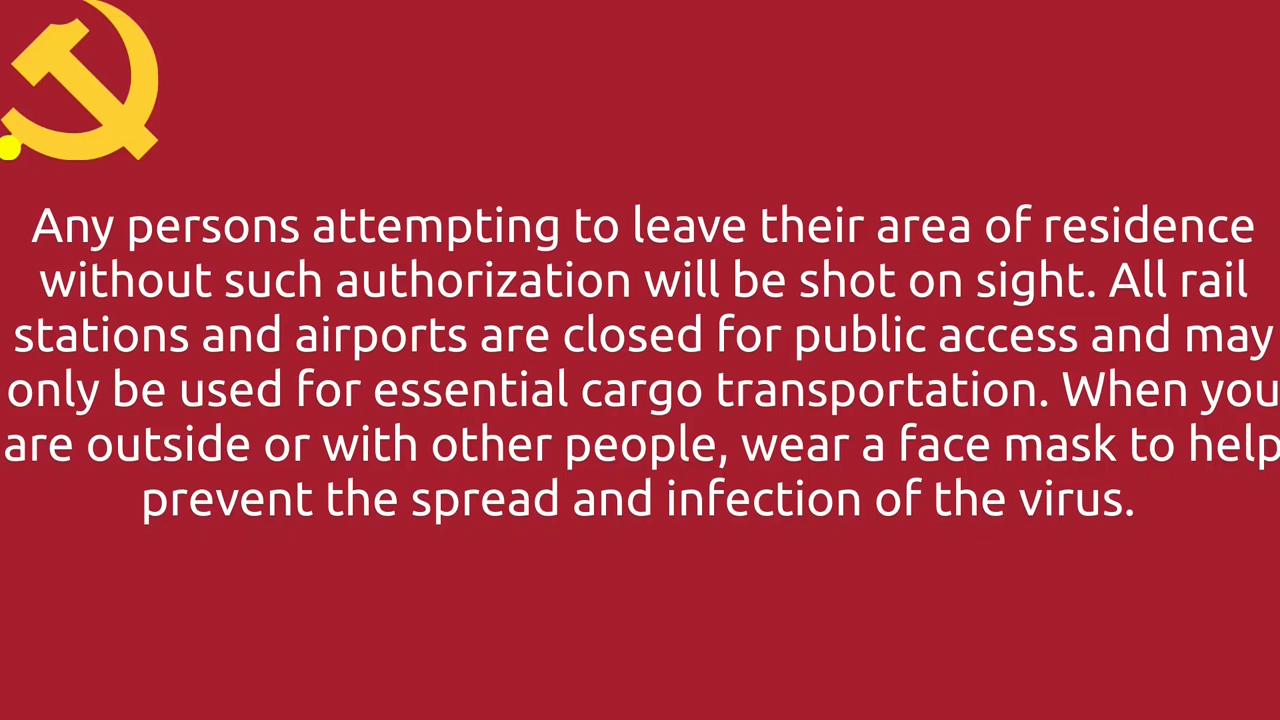 Any persons attempting to leave their area of residence
without such authorization will be shot on sight. All rail
stations and airports are closed for public access and may
only be used for essential cargo transportation. When you
are outside or with other people, wear a face mask to help
prevent the spread and infection of the virus.